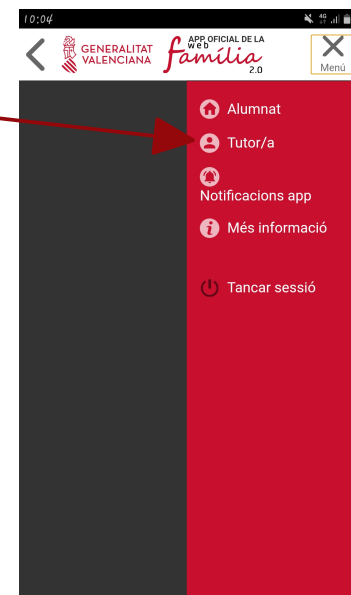 10:04
4G
GENERALITAT
VALENCIANA
APP OFICIAL DE LA
web
família
2.0
Menú
Alumnat
Tutor/a
Notificacions app
Més informació
Tancar sessió